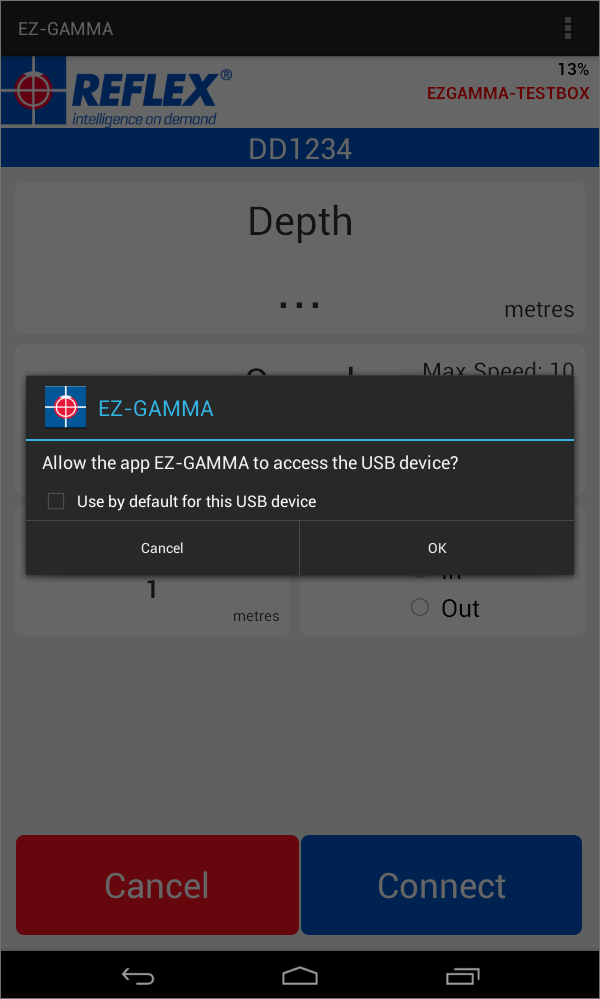 EZ-GAMMA
13%
REFLEX®
EZGAMMA-TESTBOX
intelligence on demand
DD1234
Depth
...
metres
Max Speed: 10
EZ-GAMMA
Allow the app EZ-GAMMA to access the USB device?
Use by default for this USB device
Cancel
OK
1
In
metres
Out
Cancel
Connect